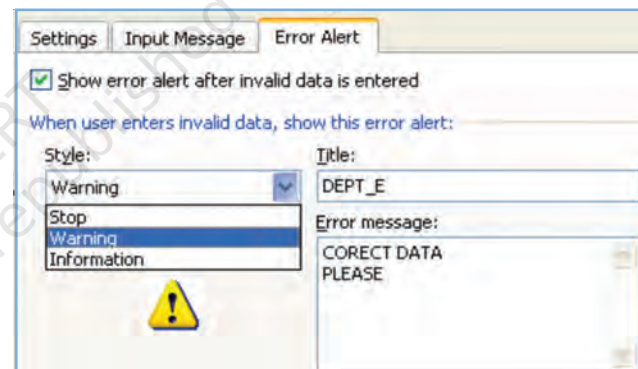 Settings Input Message Error Alert
Show error alert after invalid data is entered
When user enters invalid data, show this error alert:
Style:
Title:
Warning
DEPT_E
Stop
Warning
Information
Error message:
CORECT DATA
PLEASE